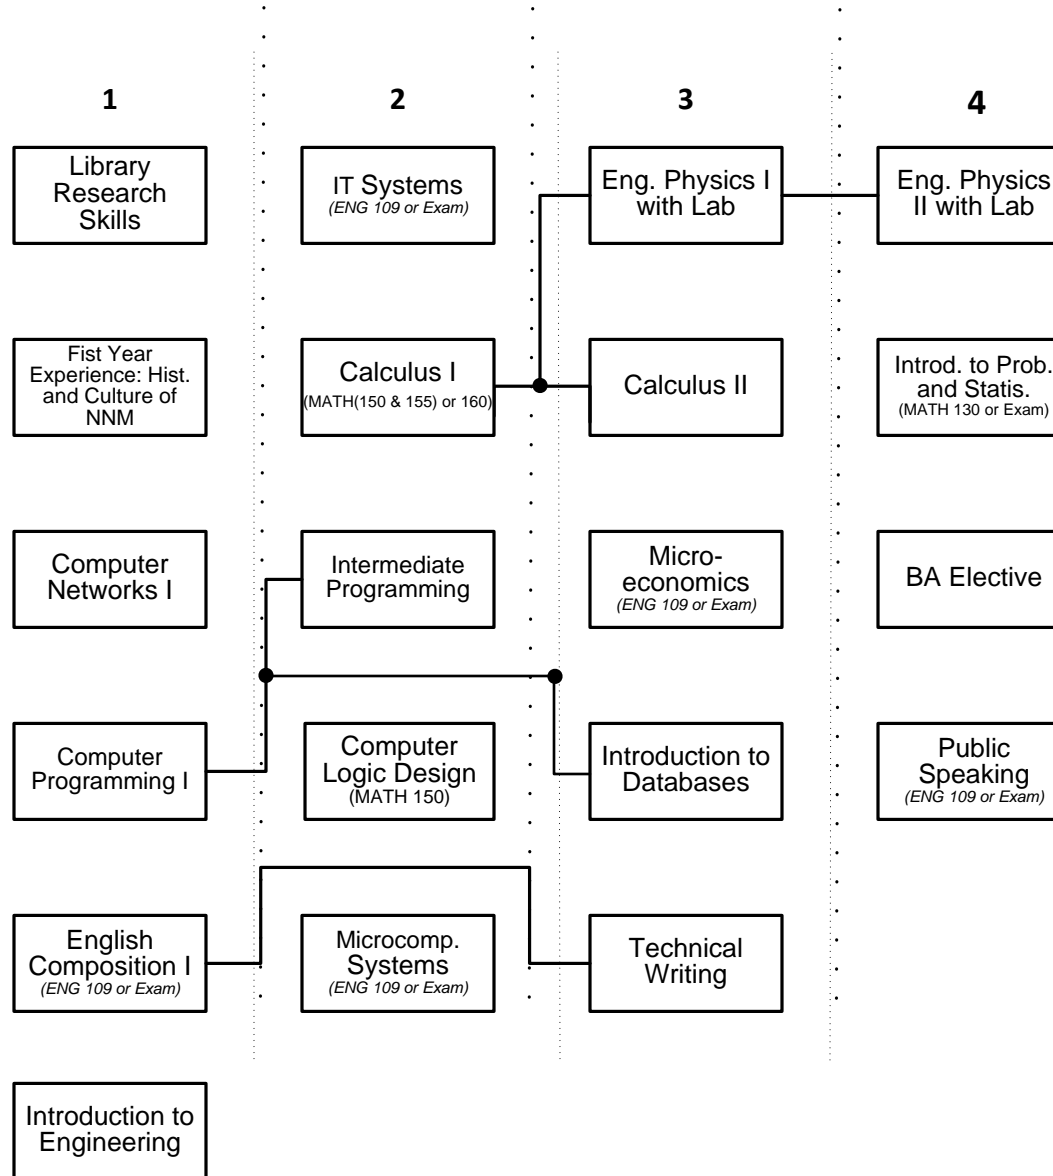 1
2
3
4
Library
Research
Skills
IT Systems
(ENG 109 or Exam)
Eng. Physics I
with Lab
Eng. Physics
II with Lab
Fist Year
Experience: Hist.
and Culture of
NNM
Calculus I
(MATH(150 & 155) or 160)
Calculus II
Introd. to Prob.
and Statis.
(MATH 130 or Exam)
Computer
Networks I
Intermediate
Programming
Micro-
economics
(ENG 109 or Exam)
BA Elective
Computer
Programming I
Computer
Logic Design
(MATH 150)
Introduction to
Databases
Public
Speaking
(ENG 109 or Exam)
English
Composition I
(ENG 109 or Exam)
Microcomp.
Systems
(ENG 109 or Exam)
Technical
Writing
Introduction to
Engineering